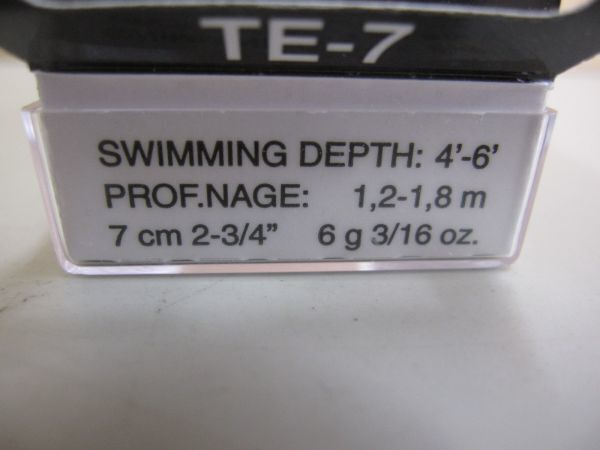 TE-7
SWIMMING DEPTH: 4'-6'
PROF.NAGE: 1,2-1,8 m
7 cm 2-3/4" 6 g 3/16 oz.